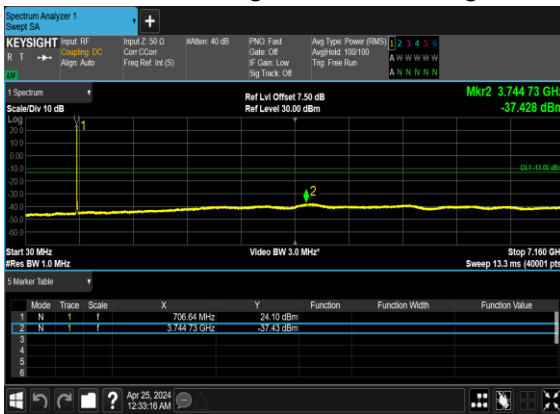 Spectrum Analyzer 1
Swept SA
KEYSIGHT Input: RF Input Z: 50 Ω #Atten: 40 dB PNO: Fast Avg Type: Power (RMS) 1 2 3 4 5 6
R T Coupling: DC Corr CCorr Gate: Off Avg|Hold: 100/100 A W W W W W
Align: Auto Freq Ref: Int (S) IF Gain: Low Trig: Free Run
Sig Track: Off A N N N N N
LV
1 Spectrum Ref Lvl Offset 7.50 dB Mkr2 3.744 73 GHz
Scale/Div 10 dB Ref Level 30.00 dBm -37.428 dBm
Log
20.0
10.0
0.00
-10.0
-20.0
-30.0
-40.0
-50.0
-60.0
1
DL1 -13.00 dBm
2
Start 30 MHz Video BW 3.0 MHz* Stop 7.160 GHz
#Res BW 1.0 MHz Sweep 13.3 ms (40001 pts)
5 Marker Table
Mode Trace Scale X Y Function Function Width Function Value
1 N 1 f 706.64 MHz 24.10 dBm
2 N 1 f 3.744 73 GHz -37.43 dBm
3
4
5
6
? Apr 25, 2024
12:33:16 AM